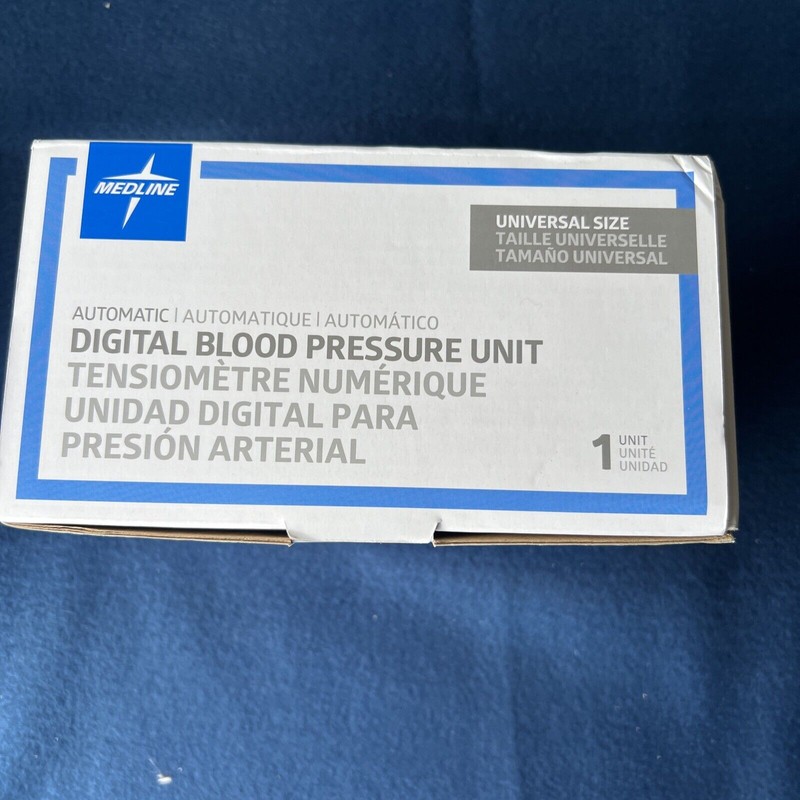 MEDLINE
UNIVERSAL SIZE
TAILLE UNIVERSELLE
TAMAÑO UNIVERSAL
AUTOMATIC | AUTOMATIQUE | AUTOMÁTICO
DIGITAL BLOOD PRESSURE UNIT
TENSIOMÈTRE NUMÉRIQUE
UNIDAD DIGITAL PARA
PRESIÓN ARTERIAL
1 UNIT
UNITÉ
UNIDAD